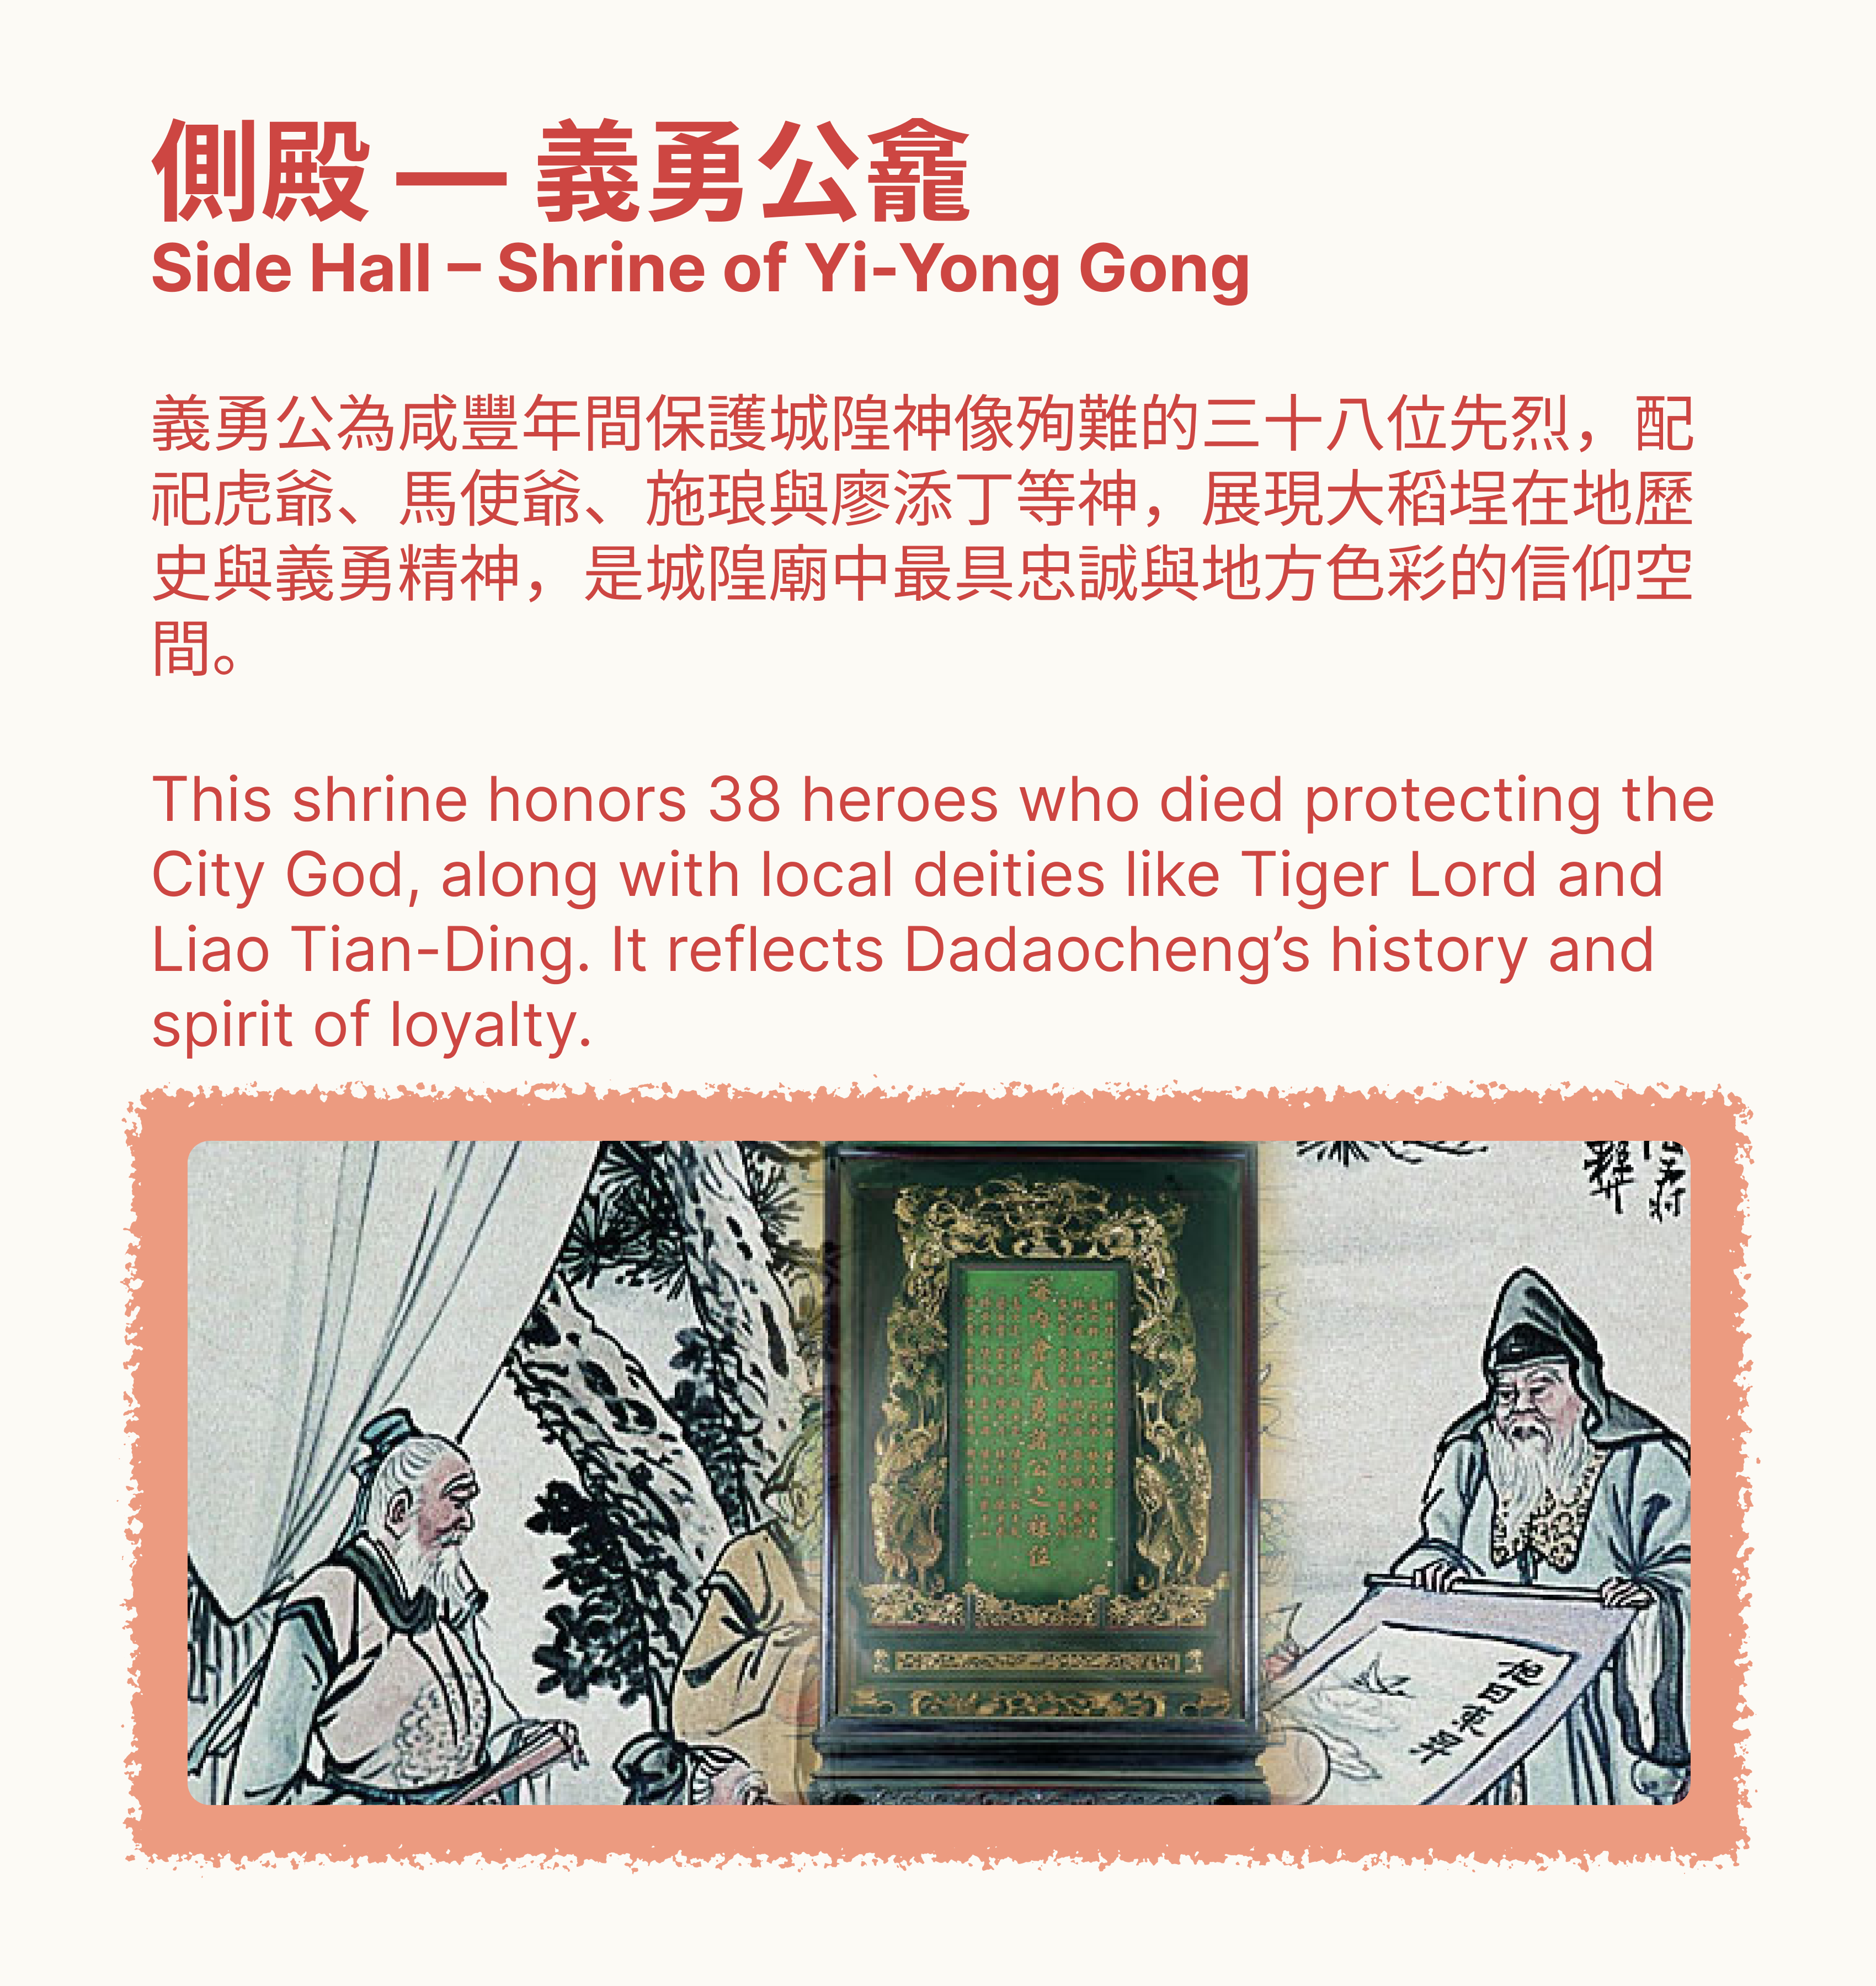 側殿 — 義勇公龕
Side Hall – Shrine of Yi-Yong Gong
義勇公為咸豐年間保護城隍神像殉難的三十八位先烈，配
祀虎爺、馬使爺、施琅與廖添丁等神，展現大稻埕在地歷
史與義勇精神，是城隍廟中最具忠誠與地方色彩的信仰空
間。
This shrine honors 38 heroes who died protecting the
City God, along with local deities like Tiger Lord and
Liao Tian-Ding. It reflects Dadaocheng’s history and
spirit of loyalty.